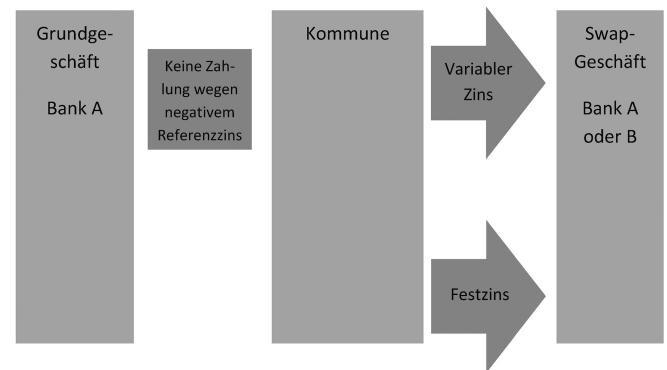 Grundge-
schäft
Bank A
Keine Zah-
lung wegen
negativem
Referenzzins
Kommune
Variabler
Zins
Festzins
Swap-
Geschäft
Bank A
oder B